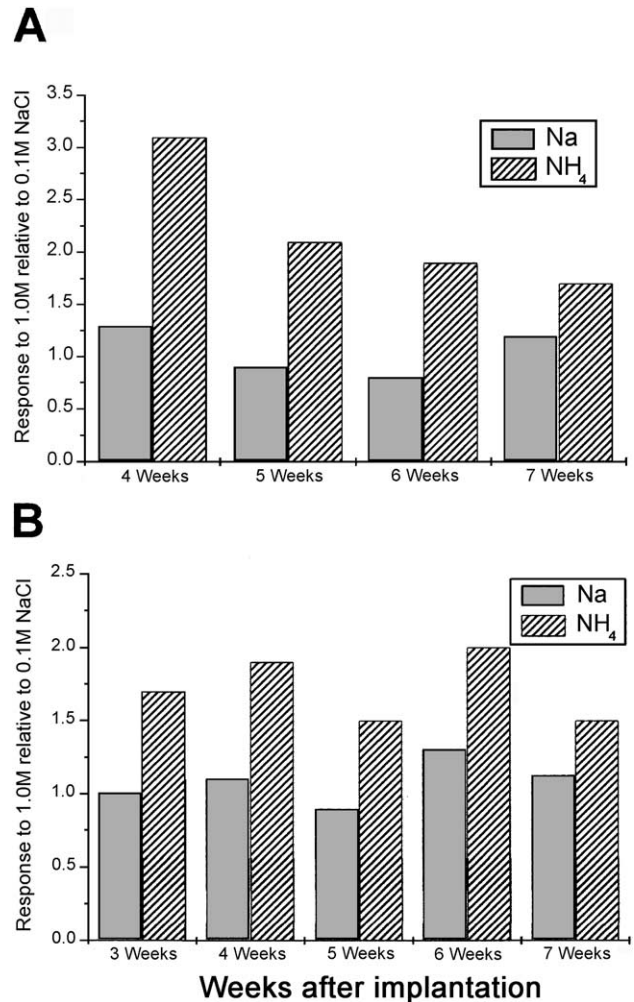 A
Response to 1.0M relative to 0.1M NaCl
3.5
3.0
2.5
2.0
1.5
1.0
0.5
0.0
Na
NH₄
4 Weeks 5 Weeks 6 Weeks 7 Weeks
B
Response to 1.0M relative to 0.1M NaCl
2.5
2.0
1.5
1.0
0.5
0.0
Na
NH₄
3 Weeks 4 Weeks 5 Weeks 6 Weeks 7 Weeks
Weeks after implantation